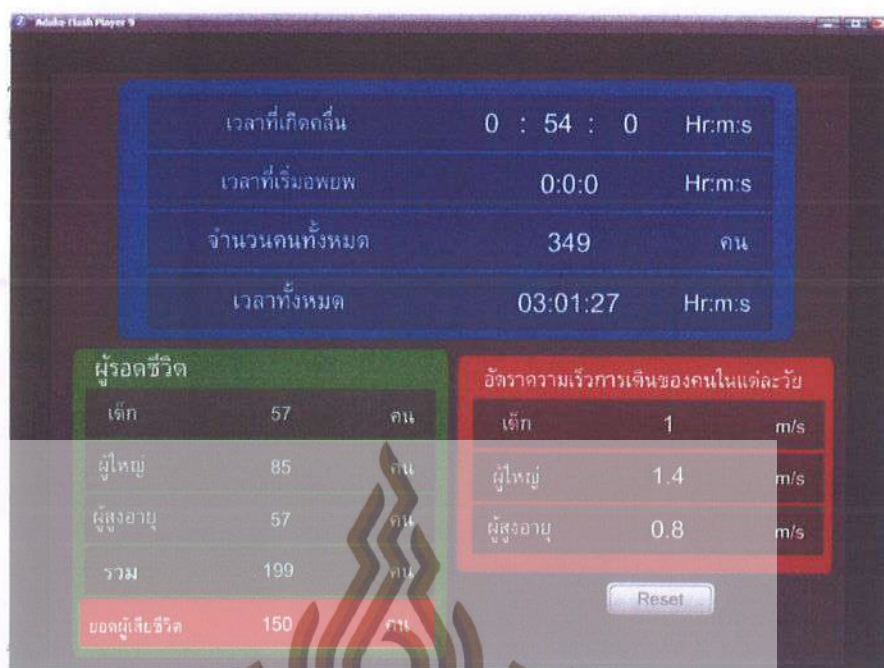 Adobe Flash Player 9
เวลาที่เกิดคลื่น 0 : 54 : 0 Hr:m:s
เวลาที่เริ่มอพยพ 0:0:0 Hr:m:s
จำนวนคนทั้งหมด 349 คน
เวลาทั้งหมด 03:01:27 Hr:m:s
ผู้รอดชีวิต
เด็ก 57 คน
ผู้ใหญ่ 85 คน
ผู้สูงอายุ 57 คน
รวม 199 คน
ยอดผู้เสียชีวิต 150 คน
อัตราความเร็วการเดินของคนในแต่ละวัย
เด็ก 1 m/s
ผู้ใหญ่ 1.4 m/s
ผู้สูงอายุ 0.8 m/s
Reset